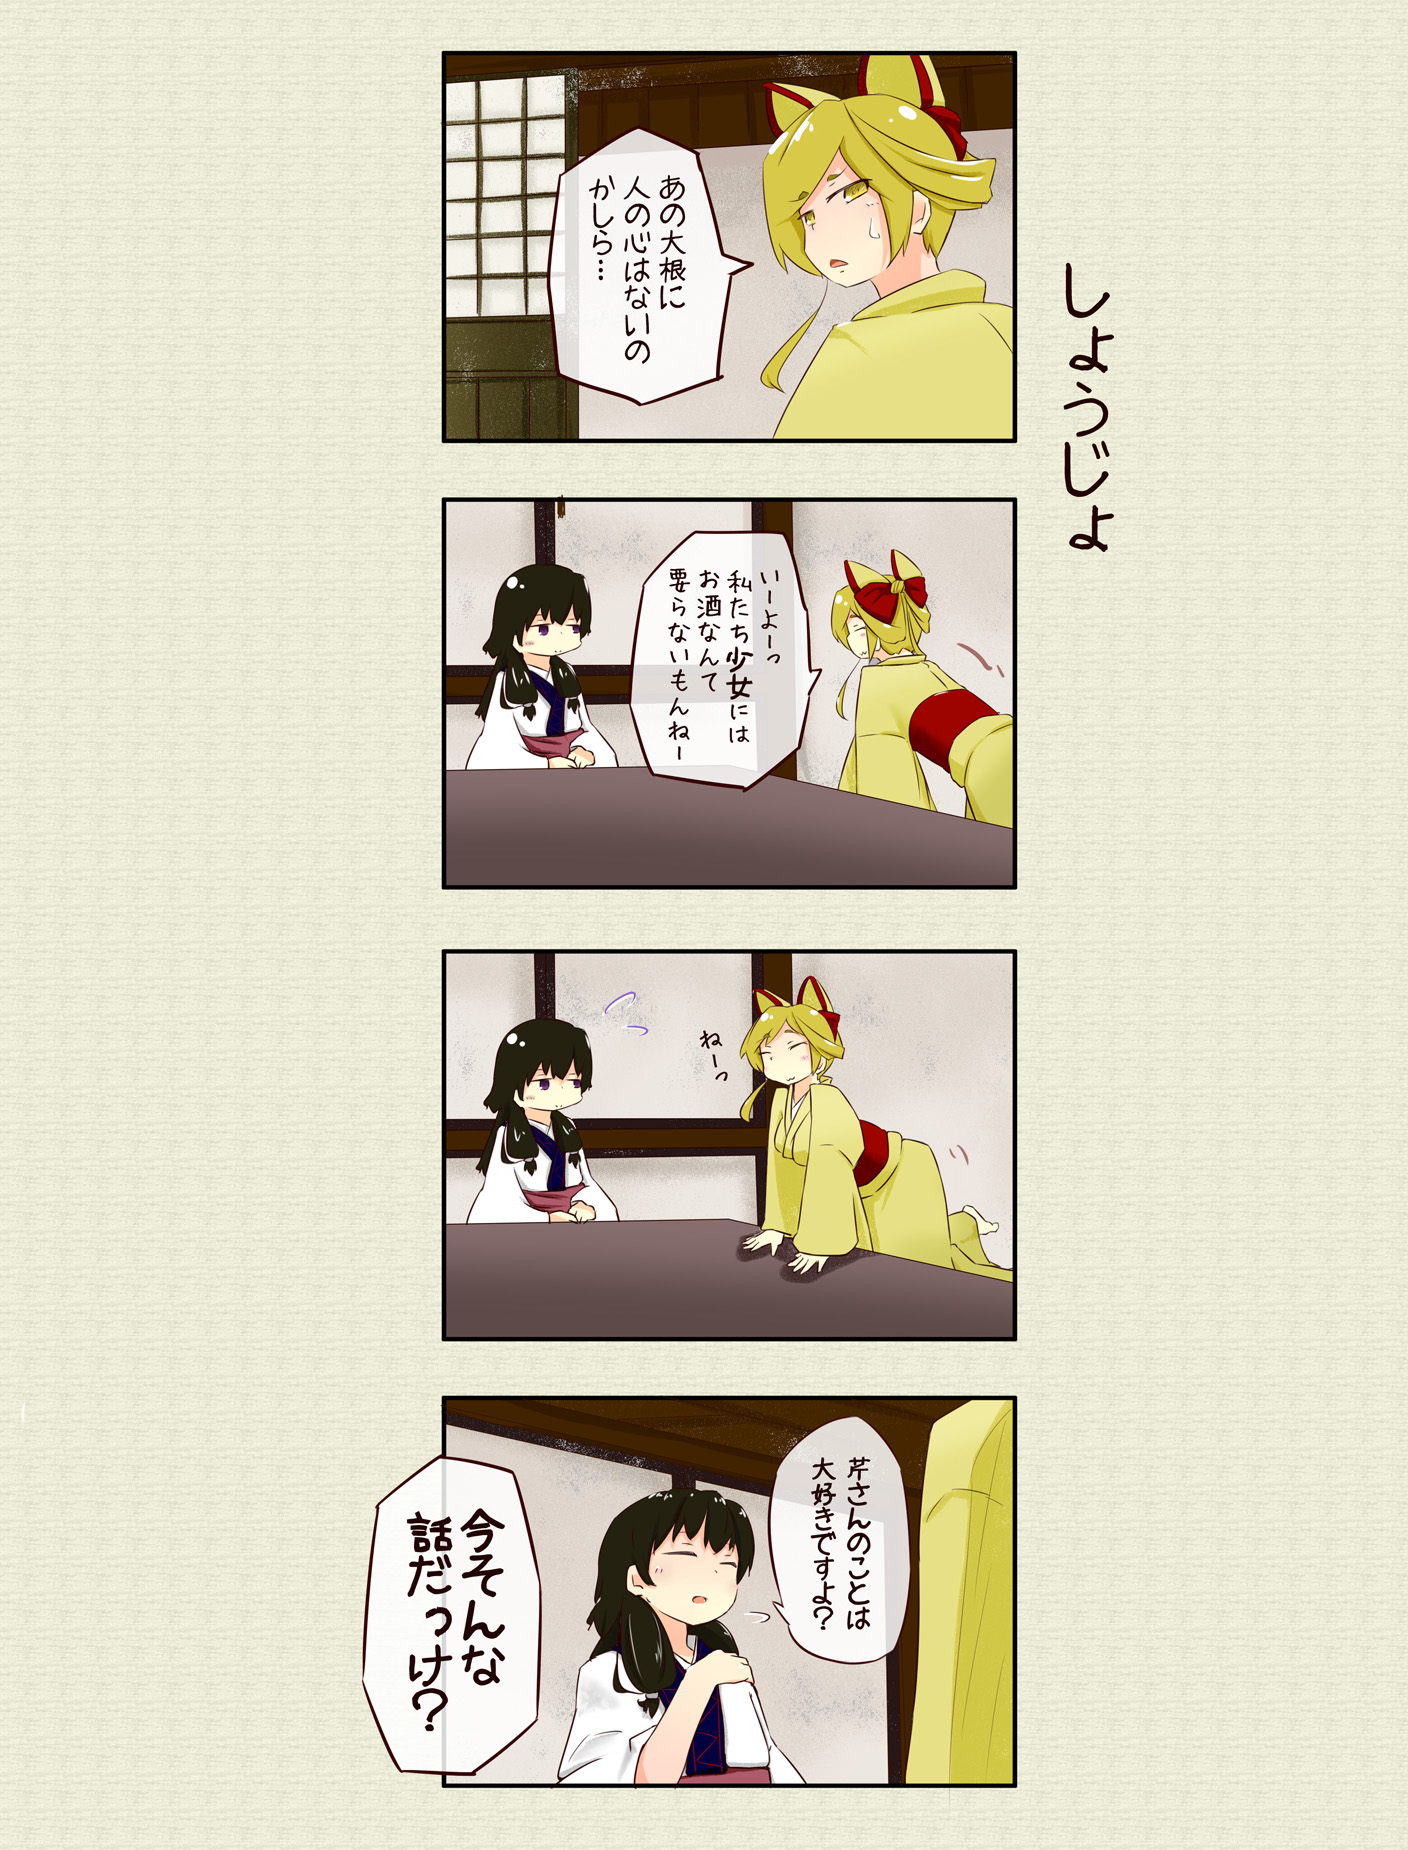 しょうじょ
あの大根に
人の心はないの
かしら…
いーよーっ
私たち少女には
お酒なんて
要らないもんねー
ねーっ
芹さんのことは
大好きですよ?
今そんな
話だっけ?